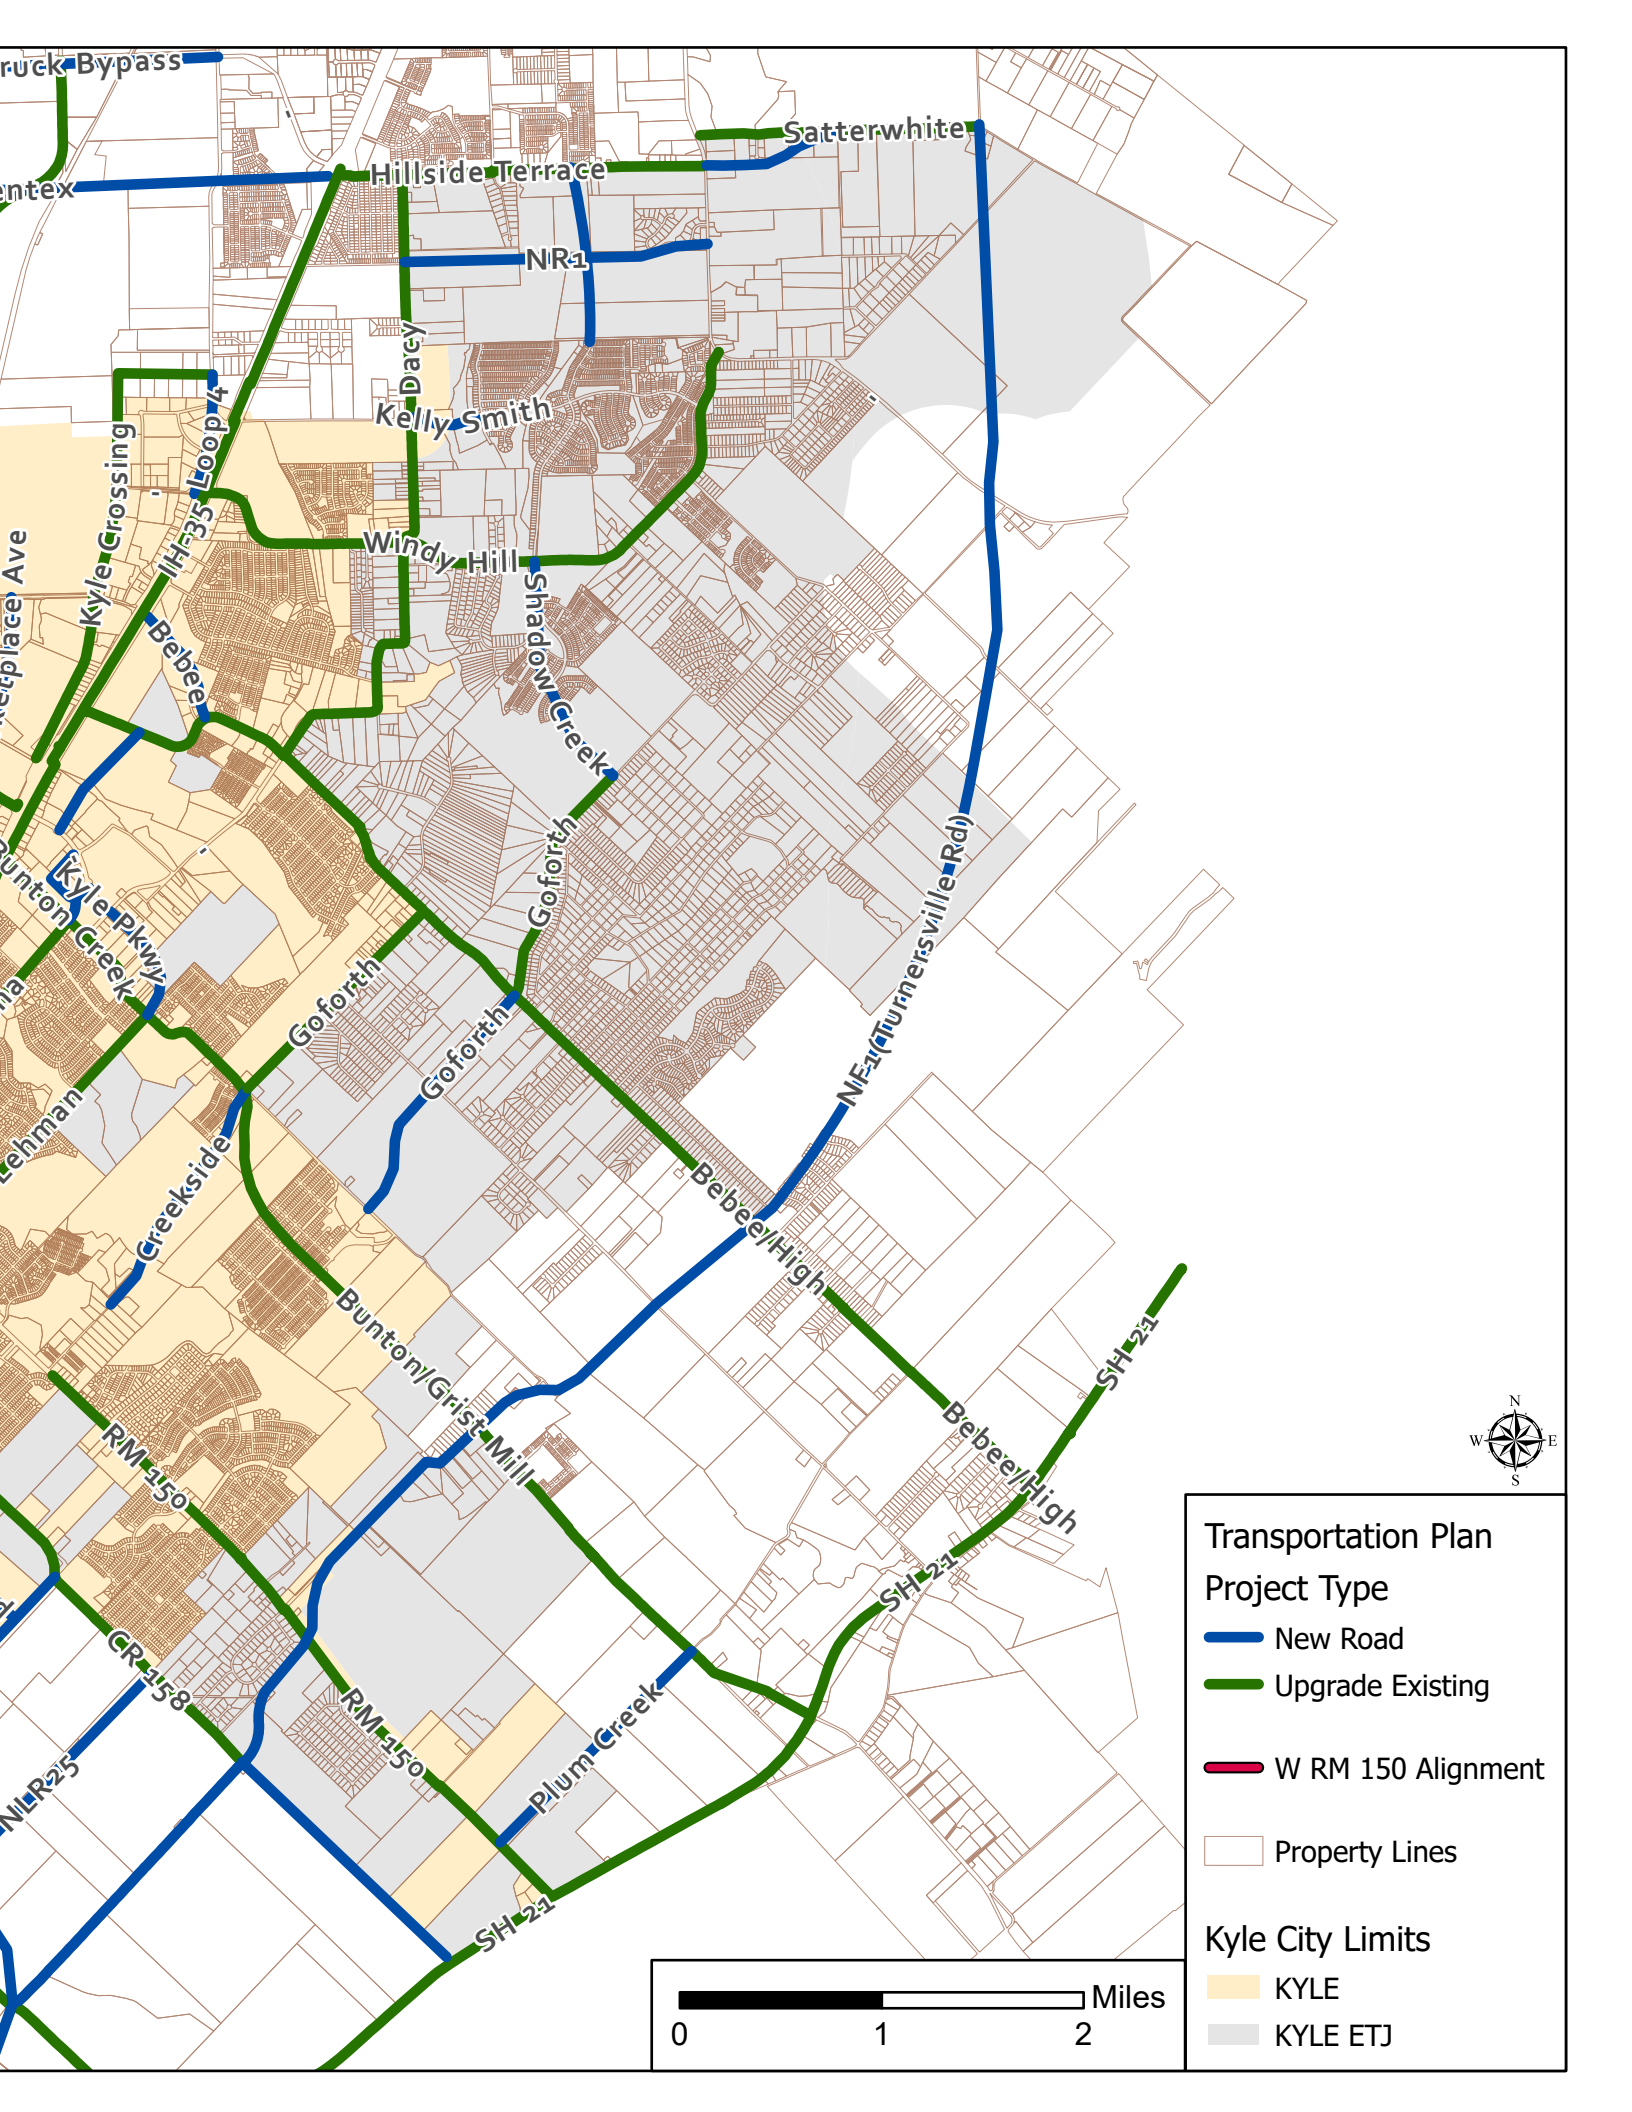 ruck Bypass
Satterwhite
entex
Hillside Terrace
NR1
Dacy
Kelly Smith
Loop 4
Kyle Crossing
IH-35
Windy Hill
ketplace Ave
Bebee
Shadow Creek
Goforth
NF1(Turnersville Rd)
Bunton Creek
Kyle Pkwy
Goforth
Goforth
Lehman
Creekside
Bebee/High
Bunton/Grist Mill
SH 21
RM 150
Bebee/High
SH 21
CR 158
RM 150
Plum Creek
NLR25
SH 21
N
W
E
S
Transportation Plan
Project Type
New Road
Upgrade Existing
W RM 150 Alignment
Property Lines
Kyle City Limits
KYLE
KYLE ETJ
Miles
0 1 2